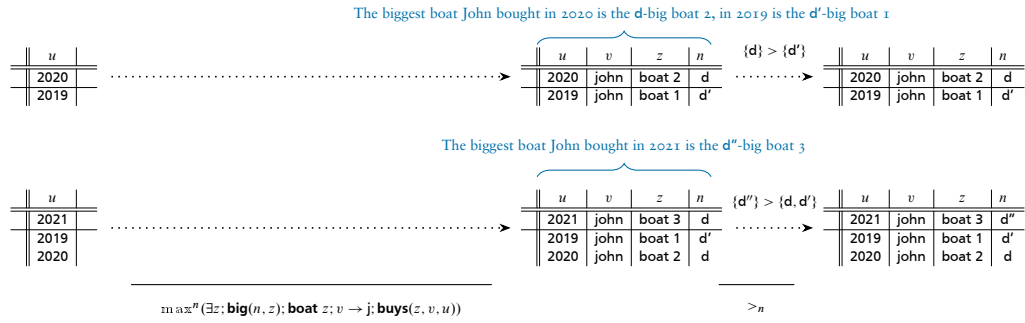 The biggest boat John bought in 2020 is the d-big boat 2, in 2019 is the d′-big boat 1
u u v z n {d} > {d′} u v z n
2020 2020 john boat 2 d 2020 john boat 2 d
2019 2019 john boat 1 d′ 2019 john boat 1 d′
The biggest boat John bought in 2021 is the d″-big boat 3
u u v z n {d″} > {d, d′} u v z n
2021 2021 john boat 3 d 2021 john boat 3 d″
2019 2019 john boat 1 d′ 2019 john boat 1 d′
2020 2020 john boat 2 d 2020 john boat 2 d
maxⁿ(∃z; big(n, z); boat z; v → j; buys(z, v, u)) >ₙ